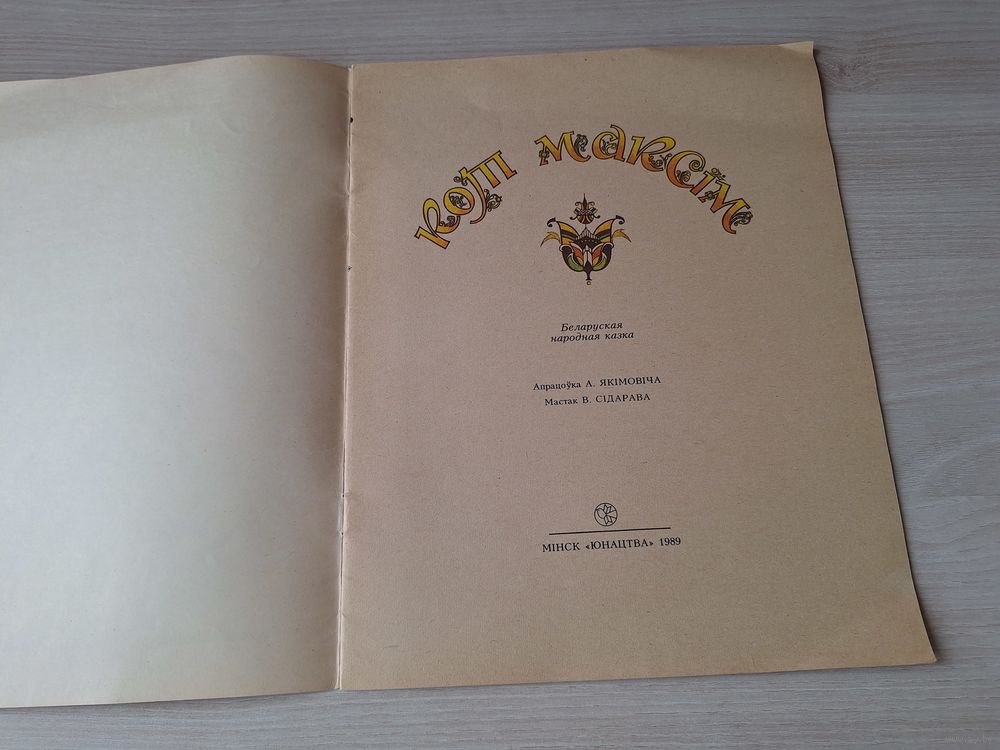 кот максім
Беларуская
народная казка
Апрацоўка А. ЯКІМОВІЧА
Мастак В. СІДАРАВА
МІНСК «ЮНАЦТВА» 1989